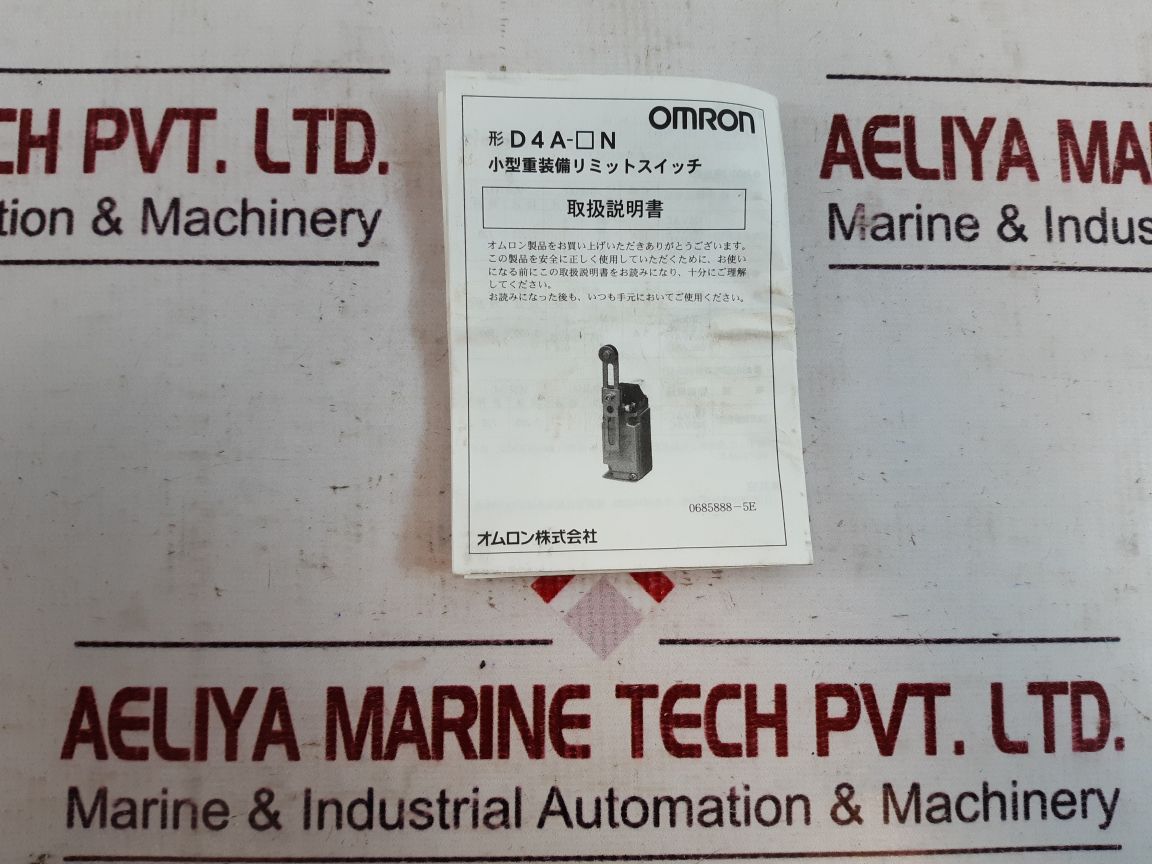 CH PVT. LTD.
tion & Machinery
AELIYA MA
Marine & Indus
OMRON
形 D4A-□N
小型重装備リミットスイッチ
取扱説明書
オムロン製品をお買い上げいただきありがとうございます。
この製品を安全に正しく使用していただくために、お使い
になる前にこの取扱説明書をお読みになり、十分にご理解
してください。
お読みになった後も、いつも手元においてご使用ください。
0685888-5E
オムロン株式会社
AELIYA MARINE TECH PVT. LTD.
Marine & Industrial Automation & Machinery